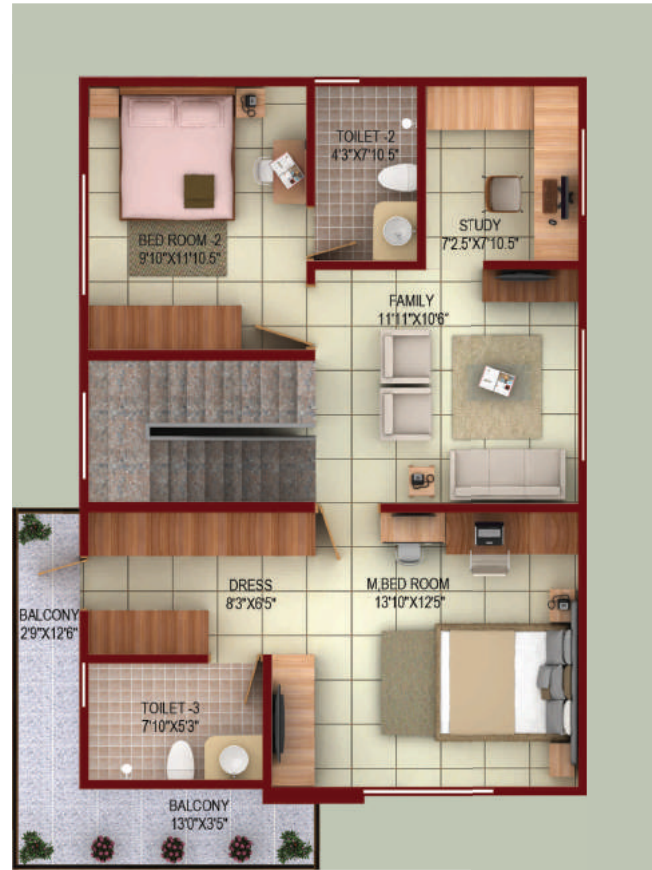 TOILET -2
4'3"X7'10.5"
BED ROOM -2
9'10"X11'10.5"
STUDY
7'2.5"X7'10.5"
FAMILY
11'11"X10'6"
DRESS
8'3"X6'5"
M,BED ROOM
13'10"X12'5"
BALCONY
2'9"X12'6"
TOILET -3
7'10"X5'3"
BALCONY
13'0"X3'5"